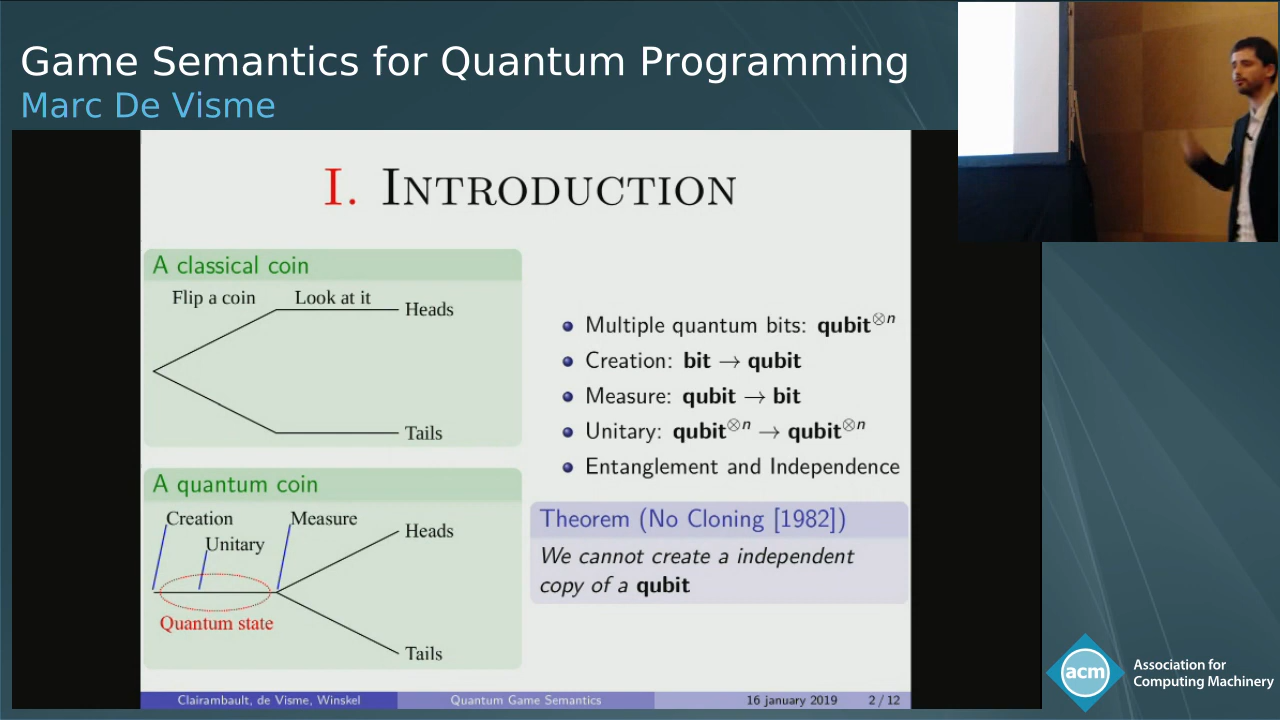 Game Semantics for Quantum Programming
Marc De Visme
I. INTRODUCTION
A classical coin
Flip a coin
Look at it
Heads
Tails
A quantum coin
Creation
Unitary
Measure
Heads
Quantum state
Tails
Multiple quantum bits: qubit⊗n
Creation: bit → qubit
Measure: qubit → bit
Unitary: qubit⊗n → qubit⊗n
Entanglement and Independence
Theorem (No Cloning [1982])
We cannot create a independent
copy of a qubit
Clairambault, de Visme, Winskel
Quantum Game Semantics
16 january 2019
2 / 12
acm
Association for
Computing Machinery